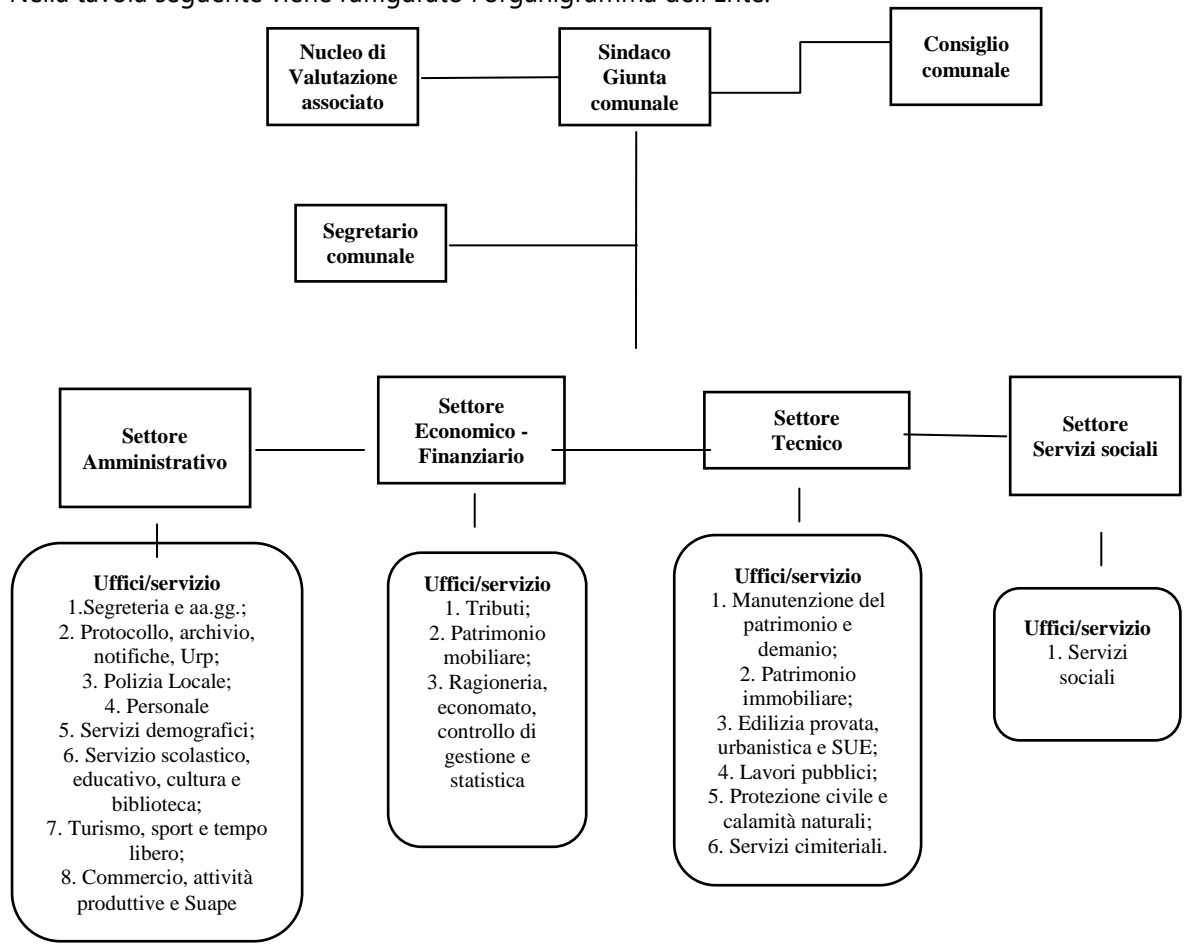 Nella tavola seguente viene raffigurato l'organigramma dell'Ente.
Nucleo di
Valutazione
associato
Sindaco
Giunta
comunale
Consiglio
comunale
Segretario
comunale
Settore
Amministrativo
Settore
Economico -
Finanziario
Settore
Tecnico
Settore
Servizi sociali
Uffici/servizio
1.Segreteria e aa.gg.;
2. Protocollo, archivio,
notifiche, Urp;
3. Polizia Locale;
4. Personale
5. Servizi demografici;
6. Servizio scolastico,
educativo, cultura e
biblioteca;
7. Turismo, sport e tempo
libero;
8. Commercio, attività
produttive e Suape
Uffici/servizio
1. Tributi;
2. Patrimonio
mobiliare;
3. Ragioneria,
economato,
controllo di
gestione e
statistica
Uffici/servizio
1. Manutenzione del
patrimonio e
demanio;
2. Patrimonio
immobiliare;
3. Edilizia provata,
urbanistica e SUE;
4. Lavori pubblici;
5. Protezione civile e
calamità naturali;
6. Servizi cimiteriali.
Uffici/servizio
1. Servizi
sociali